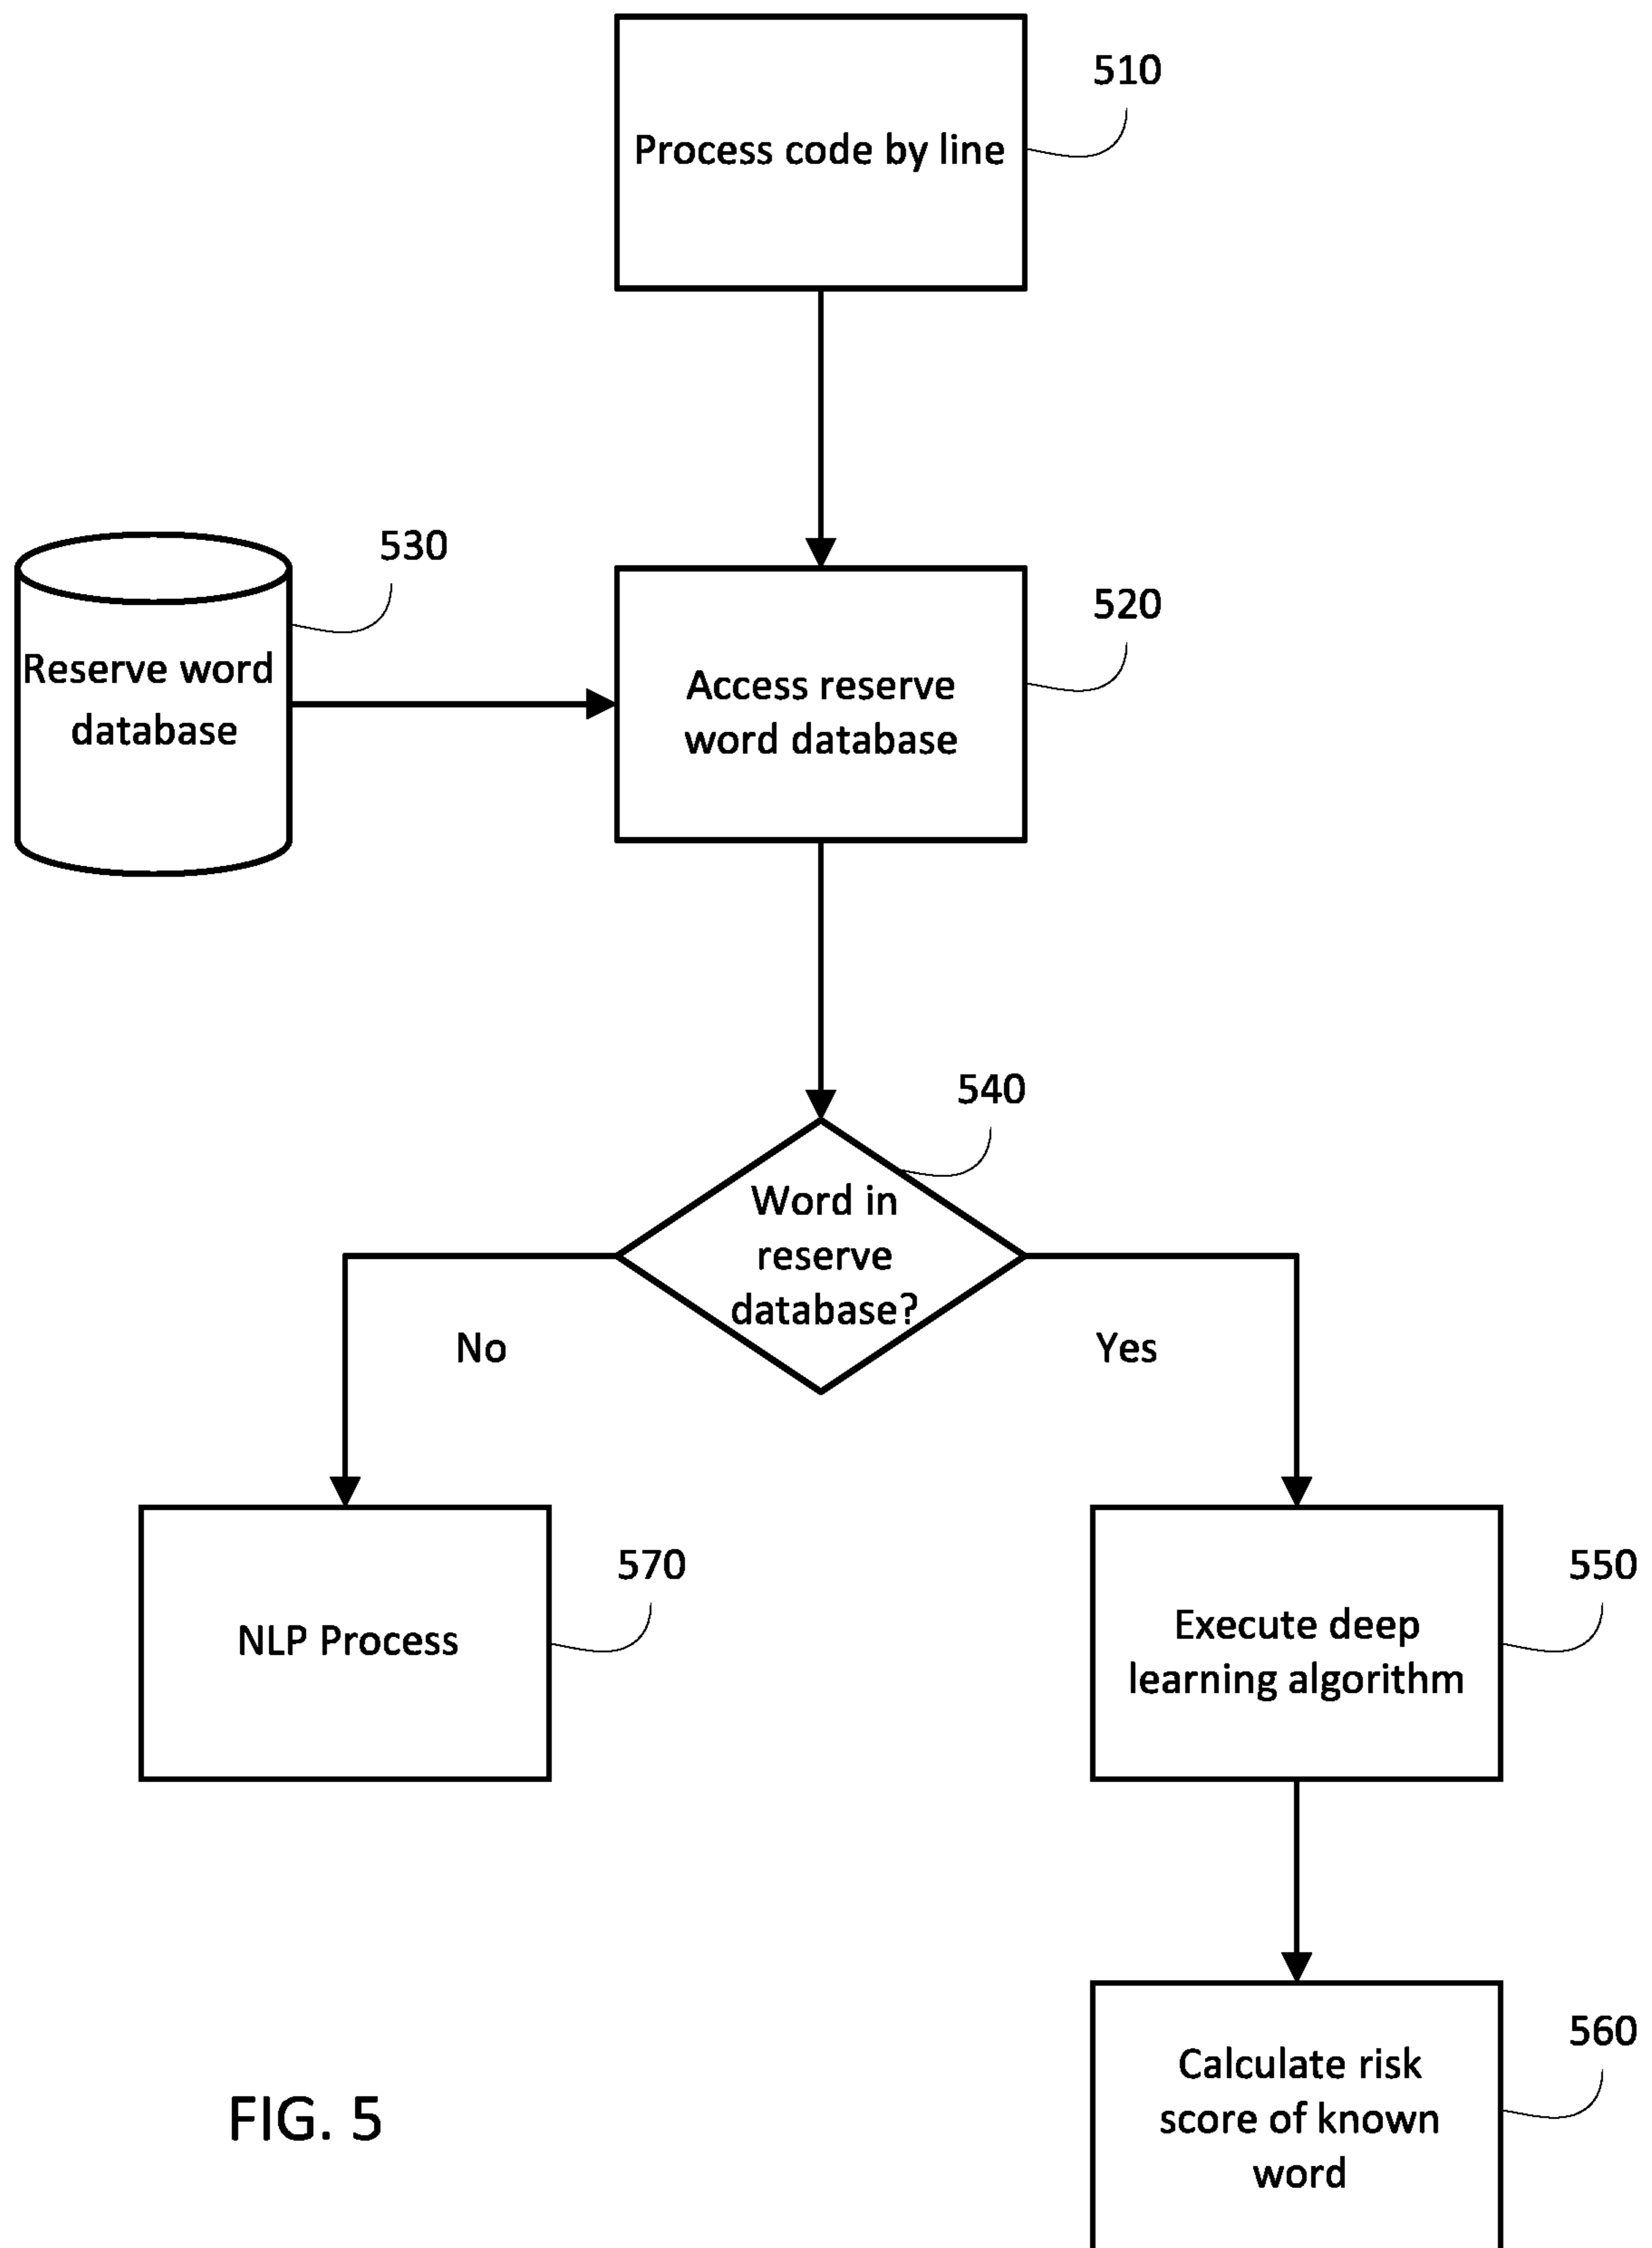 510
Process code by line
530
Reserve word
database
520
Access reserve
word database
540
Word in
reserve
database?
No
Yes
570
NLP Process
550
Execute deep
learning algorithm
560
Calculate risk
score of known
word
FIG. 5